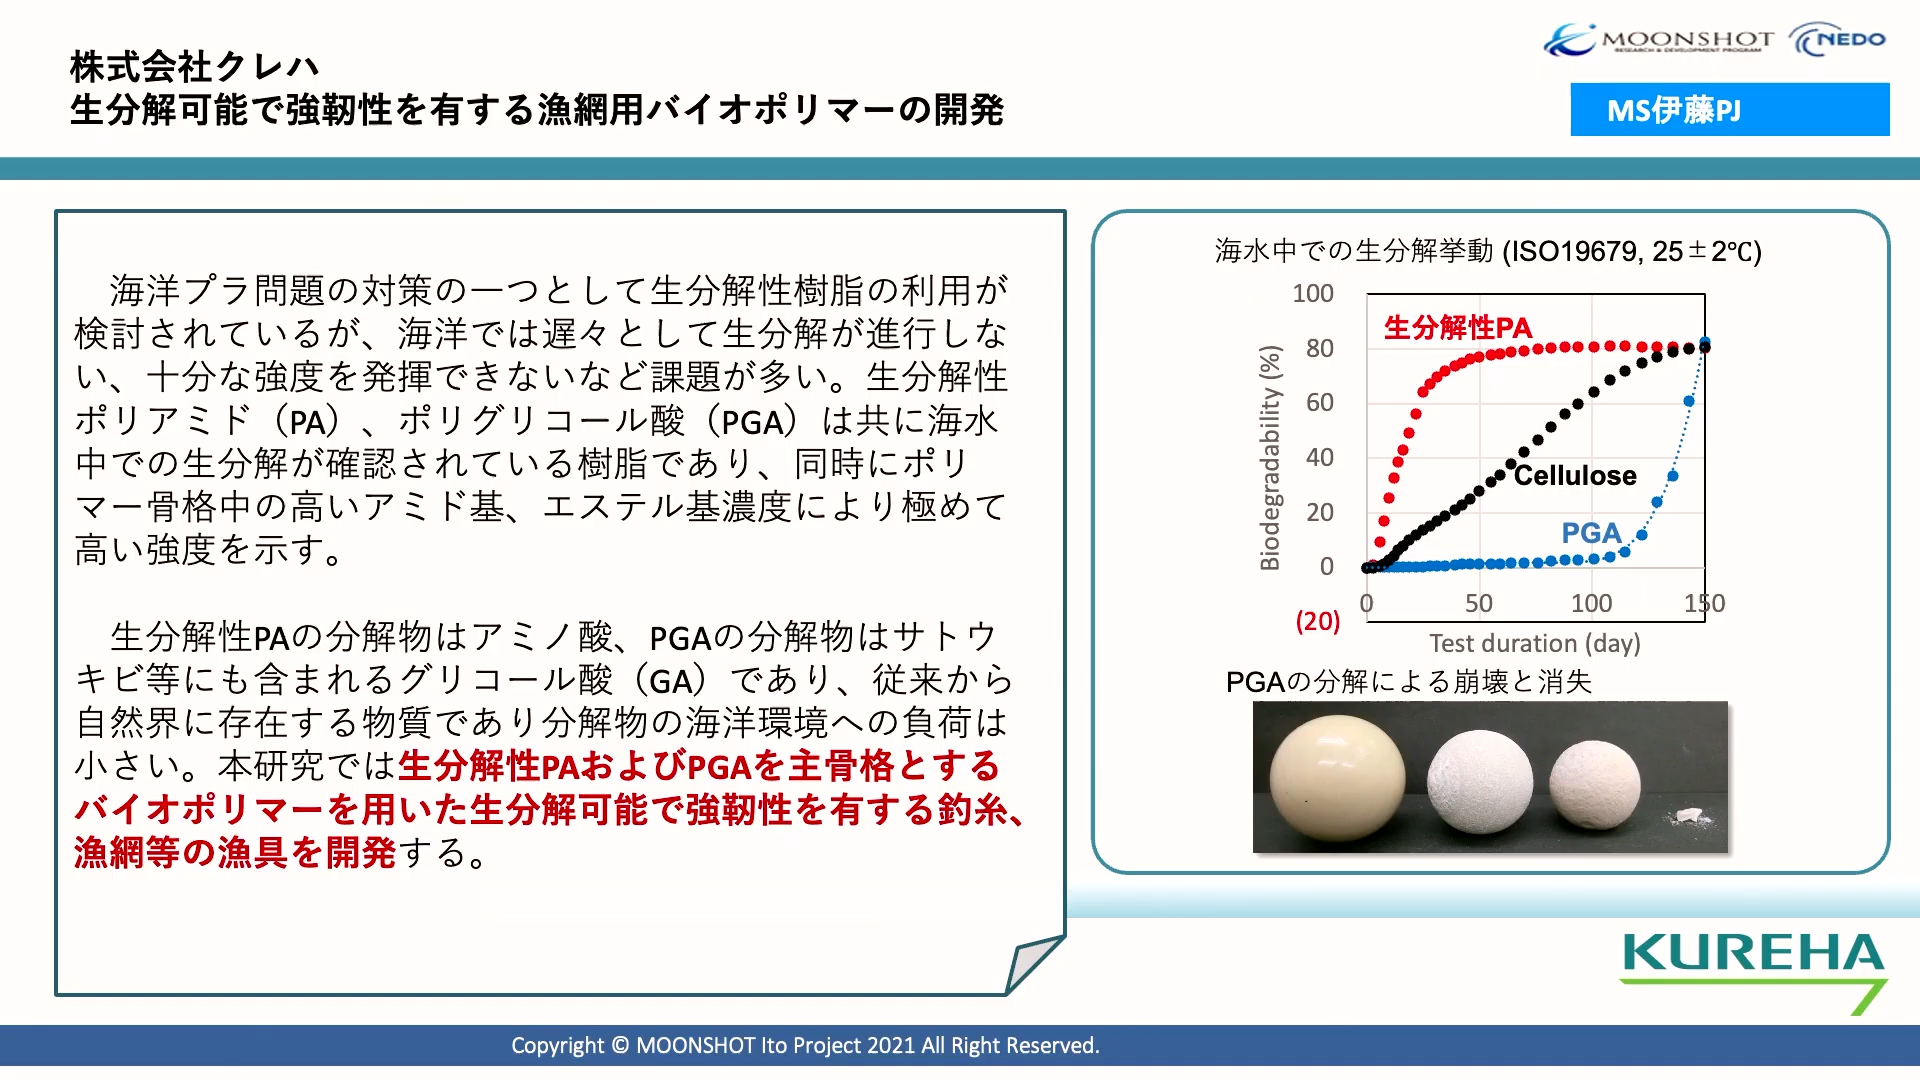 株式会社クレハ
生分解可能で強靭性を有する漁網用バイオポリマーの開発
MOONSHOT
RESEARCH & DEVELOPMENT PROGRAM
NEDO
MS伊藤PJ
海洋プラ問題の対策の一つとして生分解性樹脂の利用が
検討されているが、海洋では遅々として生分解が進行しな
い、十分な強度を発揮できないなど課題が多い。生分解性
ポリアミド（PA）、ポリグリコール酸（PGA）は共に海水
中での生分解が確認されている樹脂であり、同時にポリ
マー骨格中の高いアミド基、エステル基濃度により極めて
高い強度を示す。
生分解性PAの分解物はアミノ酸、PGAの分解物はサトウ
キビ等にも含まれるグリコール酸（GA）であり、従来から
自然界に存在する物質であり分解物の海洋環境への負荷は
小さい。本研究では生分解性PAおよびPGAを主骨格とする
バイオポリマーを用いた生分解可能で強靭性を有する釣糸、
漁網等の漁具を開発する。
海水中での生分解挙動 (ISO19679, 25±2℃)
100
80
60
40
20
0
(20)
Biodegradability (%)
生分解性PA
Cellulose
PGA
0 50 100 150
Test duration (day)
PGAの分解による崩壊と消失
KUREHA
Copyright © MOONSHOT Ito Project 2021 All Right Reserved.